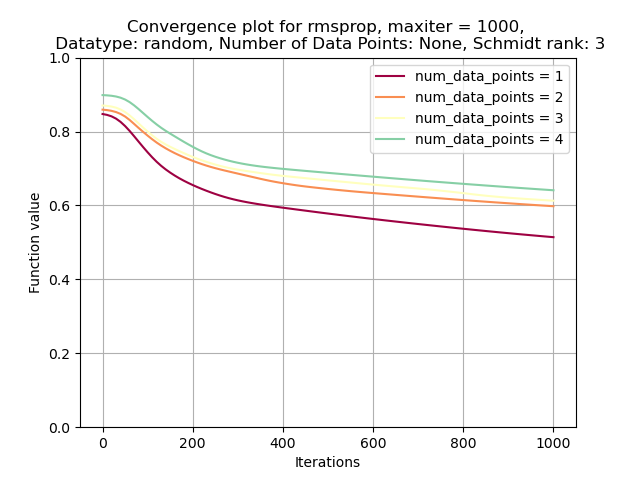 Convergence plot for rmsprop, maxiter = 1000,
Datatype: random, Number of Data Points: None, Schmidt rank: 3
1.0
0.8
0.6
0.4
0.2
0.0
Function value
num_data_points = 1
num_data_points = 2
num_data_points = 3
num_data_points = 4
0 200 400 600 800 1000
Iterations